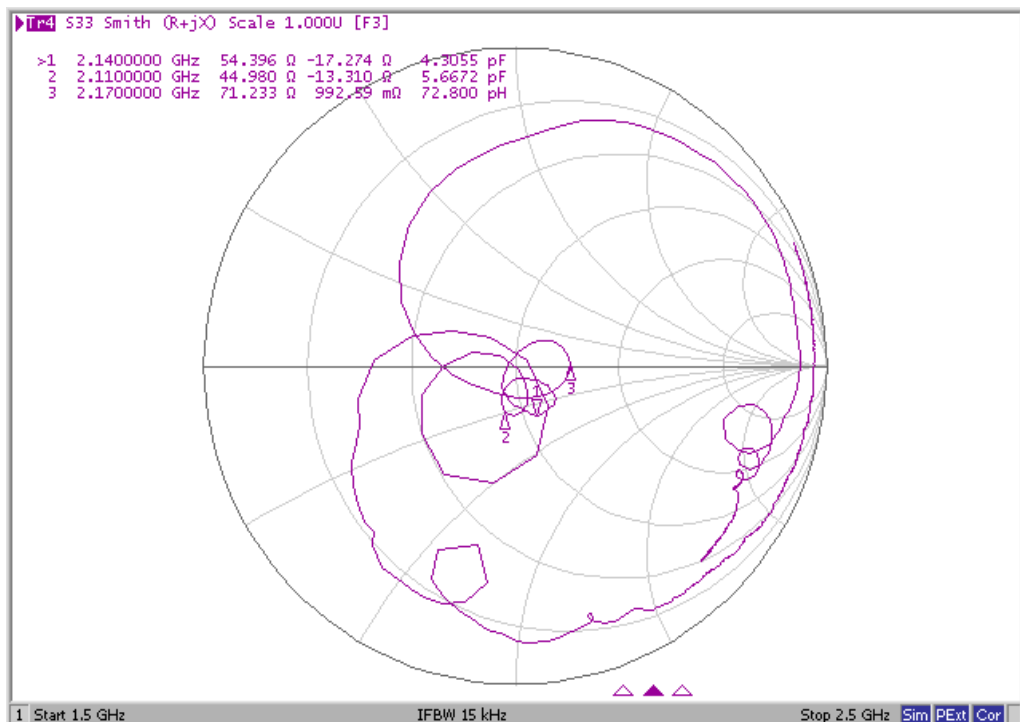 Tr4 S33 Smith (R+jX) Scale 1.000U [F3]
>1 2.1400000 GHz 54.396 Ω -17.274 Ω 4.3055 pF
2 2.1100000 GHz 44.980 Ω -13.310 Ω 5.6672 pF
3 2.1700000 GHz 71.233 Ω 992.59 mΩ 72.800 pH
1
3
2
1 Start 1.5 GHz IFBW 15 kHz Stop 2.5 GHz Sim PExt Cor